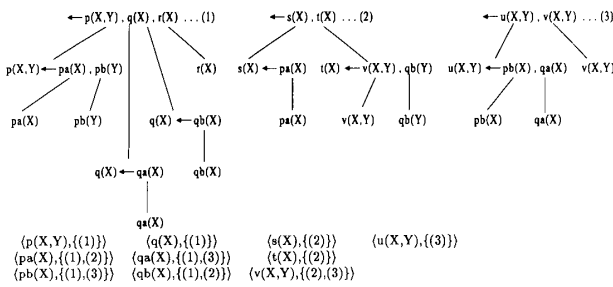 ←p(X,Y),q(X),r(X) ...(1) ←s(X),t(X) ...(2) ←u(X,Y),v(X,Y) ...(3)
p(X,Y)←pa(X),pb(Y) r(X) s(X)←pa(X) t(X)←v(X,Y),qb(Y) u(X,Y)←pb(X),qa(X) v(X,Y)
pa(X) pb(Y) q(X)←qb(X) pa(X) v(X,Y) qb(Y) pb(X) qa(X)
q(X)←qa(X) qb(X)
qa(X)
⟨p(X,Y),{(1)}⟩ ⟨q(X),{(1)}⟩ ⟨s(X),{(2)}⟩ ⟨u(X,Y),{(3)}⟩
⟨pa(X),{(1),(2)}⟩ ⟨qa(X),{(1),(3)}⟩ ⟨t(X),{(2)}⟩
⟨pb(X),{(1),(3)}⟩ ⟨qb(X),{(1),(2)}⟩ ⟨v(X,Y),{(2),(3)}⟩